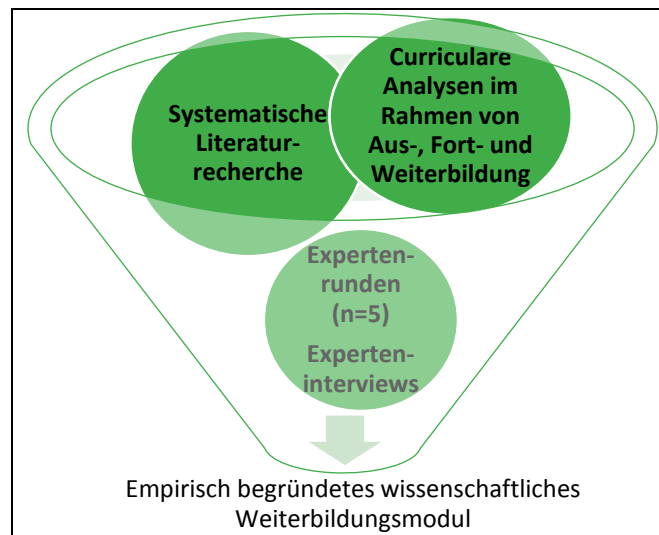 Systematische
Literatur-
recherche
Curriculare
Analysen im
Rahmen von
Aus-, Fort- und
Weiterbildung
Experten-
runden
(n=5)
Experten-
interviews
Empirisch begründetes wissenschaftliches
Weiterbildungsmodul